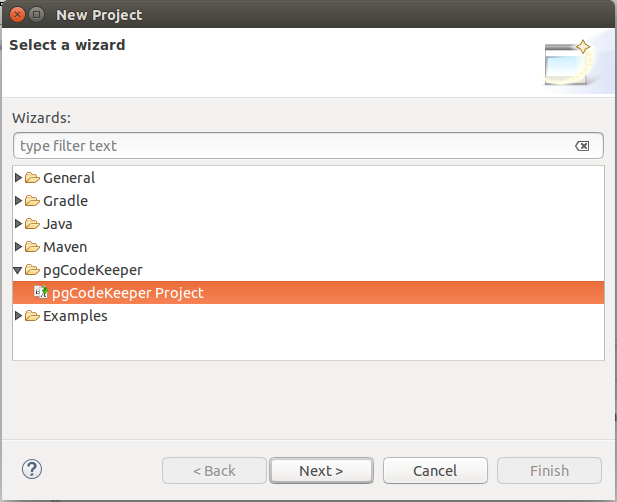 New Project
Select a wizard
Wizards:
type filter text
General
Gradle
Java
Maven
pgCodeKeeper
pgCodeKeeper Project
Examples
?
< Back Next > Cancel Finish